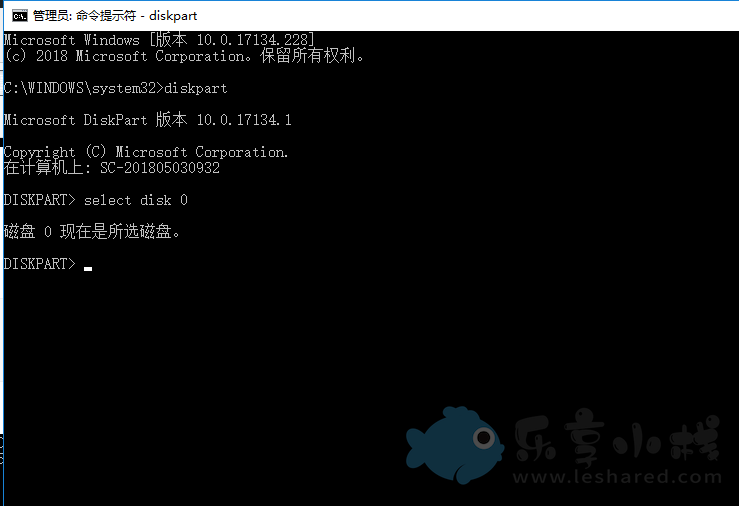 管理员: 命令提示符 - diskpart
Microsoft Windows [版本 10.0.17134.228]
(c) 2018 Microsoft Corporation。保留所有权利。
C:\WINDOWS\system32>diskpart
Microsoft DiskPart 版本 10.0.17134.1
Copyright (C) Microsoft Corporation.
在计算机上: SC-201805030932
DISKPART> select disk 0
磁盘 0 现在是所选磁盘。
DISKPART>
乐享小栈
www.leshared.com